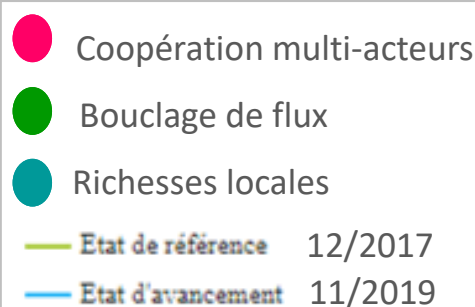 Coopération multi-acteurs
Bouclage de flux
Richesses locales
Etat de référence 12/2017
Etat d'avancement 11/2019